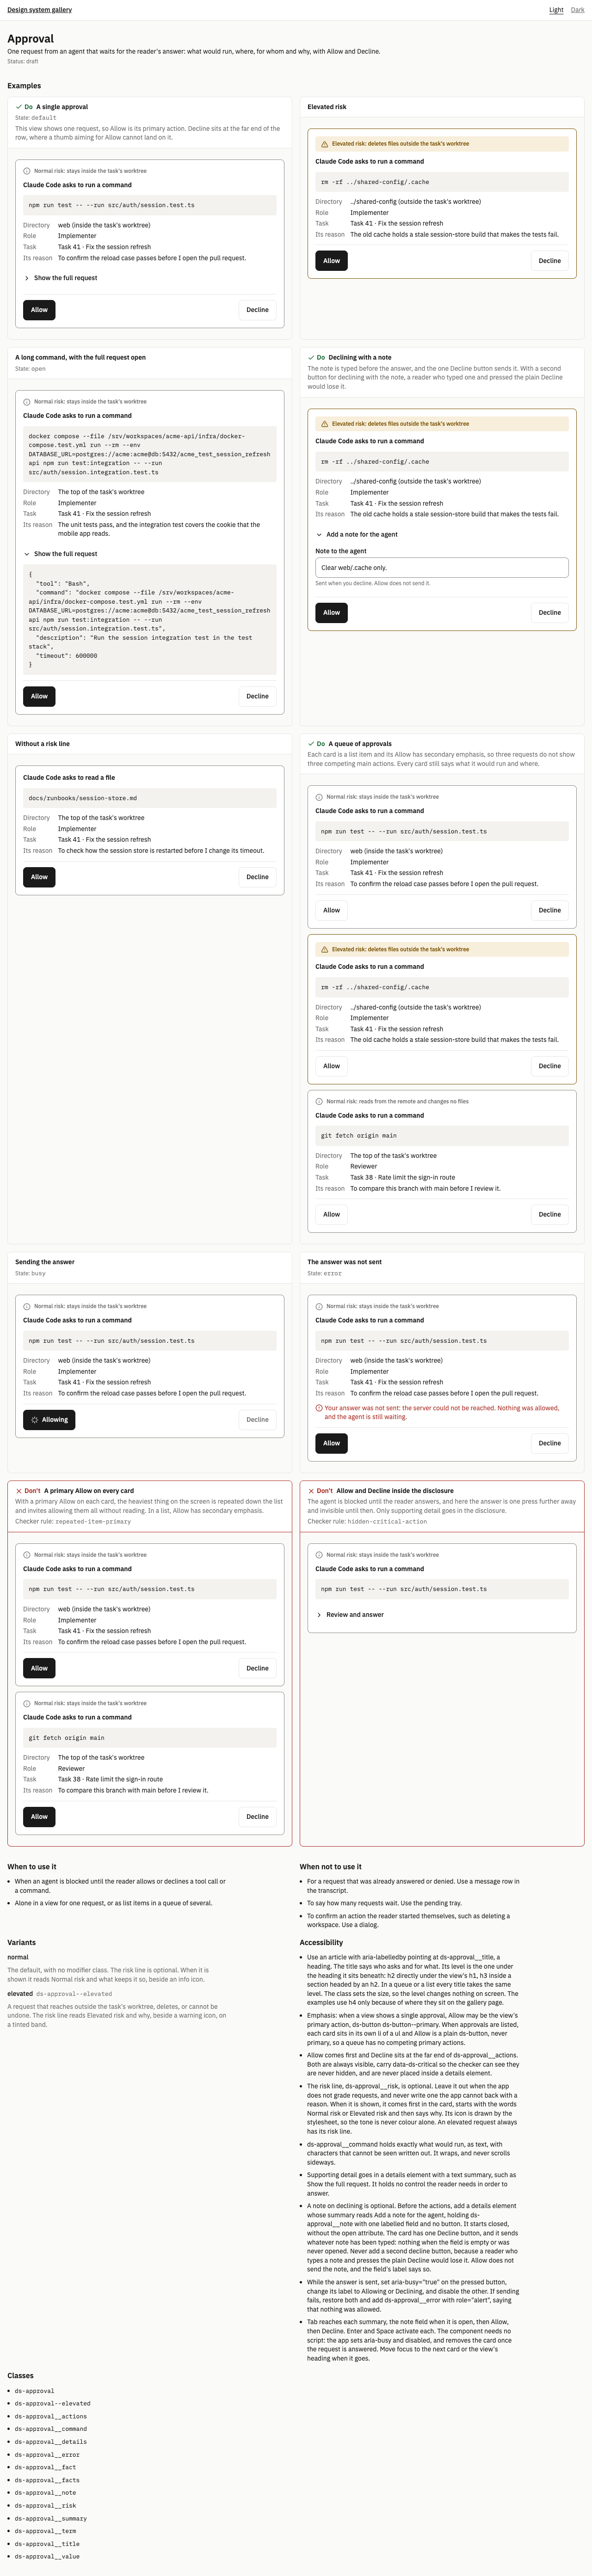 Design system gallery
Light
Dark
Approval
One request from an agent that waits for the reader's answer: what would run, where, for whom and why, with Allow and Decline.
Status: draft
Examples
Do A single approval
State: default
This view shows one request, so Allow is its primary action. Decline sits at the far end of the
row, where a thumb aiming for Allow cannot land on it.
Normal risk: stays inside the task's worktree
Claude Code asks to run a command
npm run test -- --run src/auth/session.test.ts
Directory web (inside the task's worktree)
Role Implementer
Task Task 41 · Fix the session refresh
Its reason To confirm the reload case passes before I open the pull request.
Show the full request
Allow
Decline
Elevated risk
Elevated risk: deletes files outside the task's worktree
Claude Code asks to run a command
rm -rf ../shared-config/.cache
Directory ../shared-config (outside the task's worktree)
Role Implementer
Task Task 41 · Fix the session refresh
Its reason The old cache holds a stale session-store build that makes the tests fail.
Allow
Decline
A long command, with the full request open
State: open
Normal risk: stays inside the task's worktree
Claude Code asks to run a command
docker compose --file /srv/workspaces/acme-api/infra/docker-
compose.test.yml run --rm --env
DATABASE_URL=postgres://acme:acme@db:5432/acme_test_session_refresh
api npm run test:integration -- --run
src/auth/session.integration.test.ts
Directory The top of the task's worktree
Role Implementer
Task Task 41 · Fix the session refresh
Its reason The unit tests pass, and the integration test covers the cookie that the
mobile app reads.
Show the full request
{
"tool": "Bash",
"command": "docker compose --file /srv/workspaces/acme-
api/infra/docker-compose.test.yml run --rm --env
DATABASE_URL=postgres://acme:acme@db:5432/acme_test_session_refresh
api npm run test:integration -- --run
src/auth/session.integration.test.ts",
"description": "Run the session integration test in the test
stack",
"timeout": 600000
}
Allow
Decline
Do Declining with a note
The note is typed before the answer, and the one Decline button sends it. With a second
button for declining with the note, a reader who typed one and pressed the plain Decline
would lose it.
Elevated risk: deletes files outside the task's worktree
Claude Code asks to run a command
rm -rf ../shared-config/.cache
Directory ../shared-config (outside the task's worktree)
Role Implementer
Task Task 41 · Fix the session refresh
Its reason The old cache holds a stale session-store build that makes the tests fail.
Add a note for the agent
Note to the agent
Clear web/.cache only.
Sent when you decline. Allow does not send it.
Allow
Decline
Without a risk line
Claude Code asks to read a file
docs/runbooks/session-store.md
Directory The top of the task's worktree
Role Implementer
Task Task 41 · Fix the session refresh
Its reason To check how the session store is restarted before I change its timeout.
Allow
Decline
Do A queue of approvals
Each card is a list item and its Allow has secondary emphasis, so three requests do not show
three competing main actions. Every card still says what it would run and where.
Normal risk: stays inside the task's worktree
Claude Code asks to run a command
npm run test -- --run src/auth/session.test.ts
Directory web (inside the task's worktree)
Role Implementer
Task Task 41 · Fix the session refresh
Its reason To confirm the reload case passes before I open the pull request.
Allow
Decline
Elevated risk: deletes files outside the task's worktree
Claude Code asks to run a command
rm -rf ../shared-config/.cache
Directory ../shared-config (outside the task's worktree)
Role Implementer
Task Task 41 · Fix the session refresh
Its reason The old cache holds a stale session-store build that makes the tests fail.
Allow
Decline
Normal risk: reads from the remote and changes no files
Claude Code asks to run a command
git fetch origin main
Directory The top of the task's worktree
Role Reviewer
Task Task 38 · Rate limit the sign-in route
Its reason To compare this branch with main before I review it.
Allow
Decline
Sending the answer
State: busy
Normal risk: stays inside the task's worktree
Claude Code asks to run a command
npm run test -- --run src/auth/session.test.ts
Directory web (inside the task's worktree)
Role Implementer
Task Task 41 · Fix the session refresh
Its reason To confirm the reload case passes before I open the pull request.
Allowing
Decline
The answer was not sent
State: error
Normal risk: stays inside the task's worktree
Claude Code asks to run a command
npm run test -- --run src/auth/session.test.ts
Directory web (inside the task's worktree)
Role Implementer
Task Task 41 · Fix the session refresh
Its reason To confirm the reload case passes before I open the pull request.
Your answer was not sent: the server could not be reached. Nothing was allowed,
and the agent is still waiting.
Allow
Decline
Don't A primary Allow on every card
With a primary Allow on each card, the heaviest thing on the screen is repeated down the list
and invites allowing them all without reading. In a list, Allow has secondary emphasis.
Checker rule: repeated-item-primary
Normal risk: stays inside the task's worktree
Claude Code asks to run a command
npm run test -- --run src/auth/session.test.ts
Directory web (inside the task's worktree)
Role Implementer
Task Task 41 · Fix the session refresh
Its reason To confirm the reload case passes before I open the pull request.
Allow
Decline
Normal risk: stays inside the task's worktree
Claude Code asks to run a command
git fetch origin main
Directory The top of the task's worktree
Role Reviewer
Task Task 38 · Rate limit the sign-in route
Its reason To compare this branch with main before I review it.
Allow
Decline
Don't Allow and Decline inside the disclosure
The agent is blocked until the reader answers, and here the answer is one press further away
and invisible until then. Only supporting detail goes in the disclosure.
Checker rule: hidden-critical-action
Normal risk: stays inside the task's worktree
Claude Code asks to run a command
npm run test -- --run src/auth/session.test.ts
Review and answer
When to use it
When an agent is blocked until the reader allows or declines a tool call or
a command.
Alone in a view for one request, or as list items in a queue of several.
When not to use it
For a request that was already answered or denied. Use a message row in
the transcript.
To say how many requests wait. Use the pending tray.
To confirm an action the reader started themselves, such as deleting a
workspace. Use a dialog.
Variants
normal
The default, with no modifier class. The risk line is optional. When it is
shown it reads Normal risk and what keeps it so, beside an info icon.
elevated ds-approval--elevated
A request that reaches outside the task's worktree, deletes, or cannot be
undone. The risk line reads Elevated risk and why, beside a warning icon, on
a tinted band.
Accessibility
Use an article with aria-labelledby pointing at ds-approval__title, a
heading. The title says who asks and for what. Its level is the one under
the heading it sits beneath: h2 directly under the view's h1, h3 inside a
section headed by an h2. In a queue or a list every title takes the same
level. The class sets the size, so the level changes nothing on screen. The
examples use h4 only because of where they sit on the gallery page.
Emphasis: when a view shows a single approval, Allow may be the view's
primary action, ds-button ds-button--primary. When approvals are listed,
each card sits in its own li of a ul and Allow is a plain ds-button, never
primary, so a queue has no competing primary actions.
Allow comes first and Decline sits at the far end of ds-approval__actions.
Both are always visible, carry data-ds-critical so the checker can see they
are never hidden, and are never placed inside a details element.
The risk line, ds-approval__risk, is optional. Leave it out when the app
does not grade requests, and never write one the app cannot back with a
reason. When it is shown, it comes first in the card, starts with the words
Normal risk or Elevated risk and then says why. Its icon is drawn by the
stylesheet, so the tone is never colour alone. An elevated request always
has its risk line.
ds-approval__command holds exactly what would run, as text, with
characters that cannot be seen written out. It wraps, and never scrolls
sideways.
Supporting detail goes in a details element with a text summary, such as
Show the full request. It holds no control the reader needs in order to
answer.
A note on declining is optional. Before the actions, add a details element
whose summary reads Add a note for the agent, holding ds-
approval__note with one labelled field and no button. It starts closed,
without the open attribute. The card has one Decline button, and it sends
whatever note has been typed: nothing when the field is empty or was
never opened. Never add a second decline button, because a reader who
types a note and presses the plain Decline would lose it. Allow does not
send the note, and the field's label says so.
While the answer is sent, set aria-busy="true" on the pressed button,
change its label to Allowing or Declining, and disable the other. If sending
fails, restore both and add ds-approval__error with role="alert", saying
that nothing was allowed.
Tab reaches each summary, the note field when it is open, then Allow,
then Decline. Enter and Space activate each. The component needs no
script: the app sets aria-busy and disabled, and removes the card once
the request is answered. Move focus to the next card or the view's
heading when it goes.
Classes
ds-approval
ds-approval--elevated
ds-approval__actions
ds-approval__command
ds-approval__details
ds-approval__error
ds-approval__fact
ds-approval__facts
ds-approval__note
ds-approval__risk
ds-approval__summary
ds-approval__term
ds-approval__title
ds-approval__value